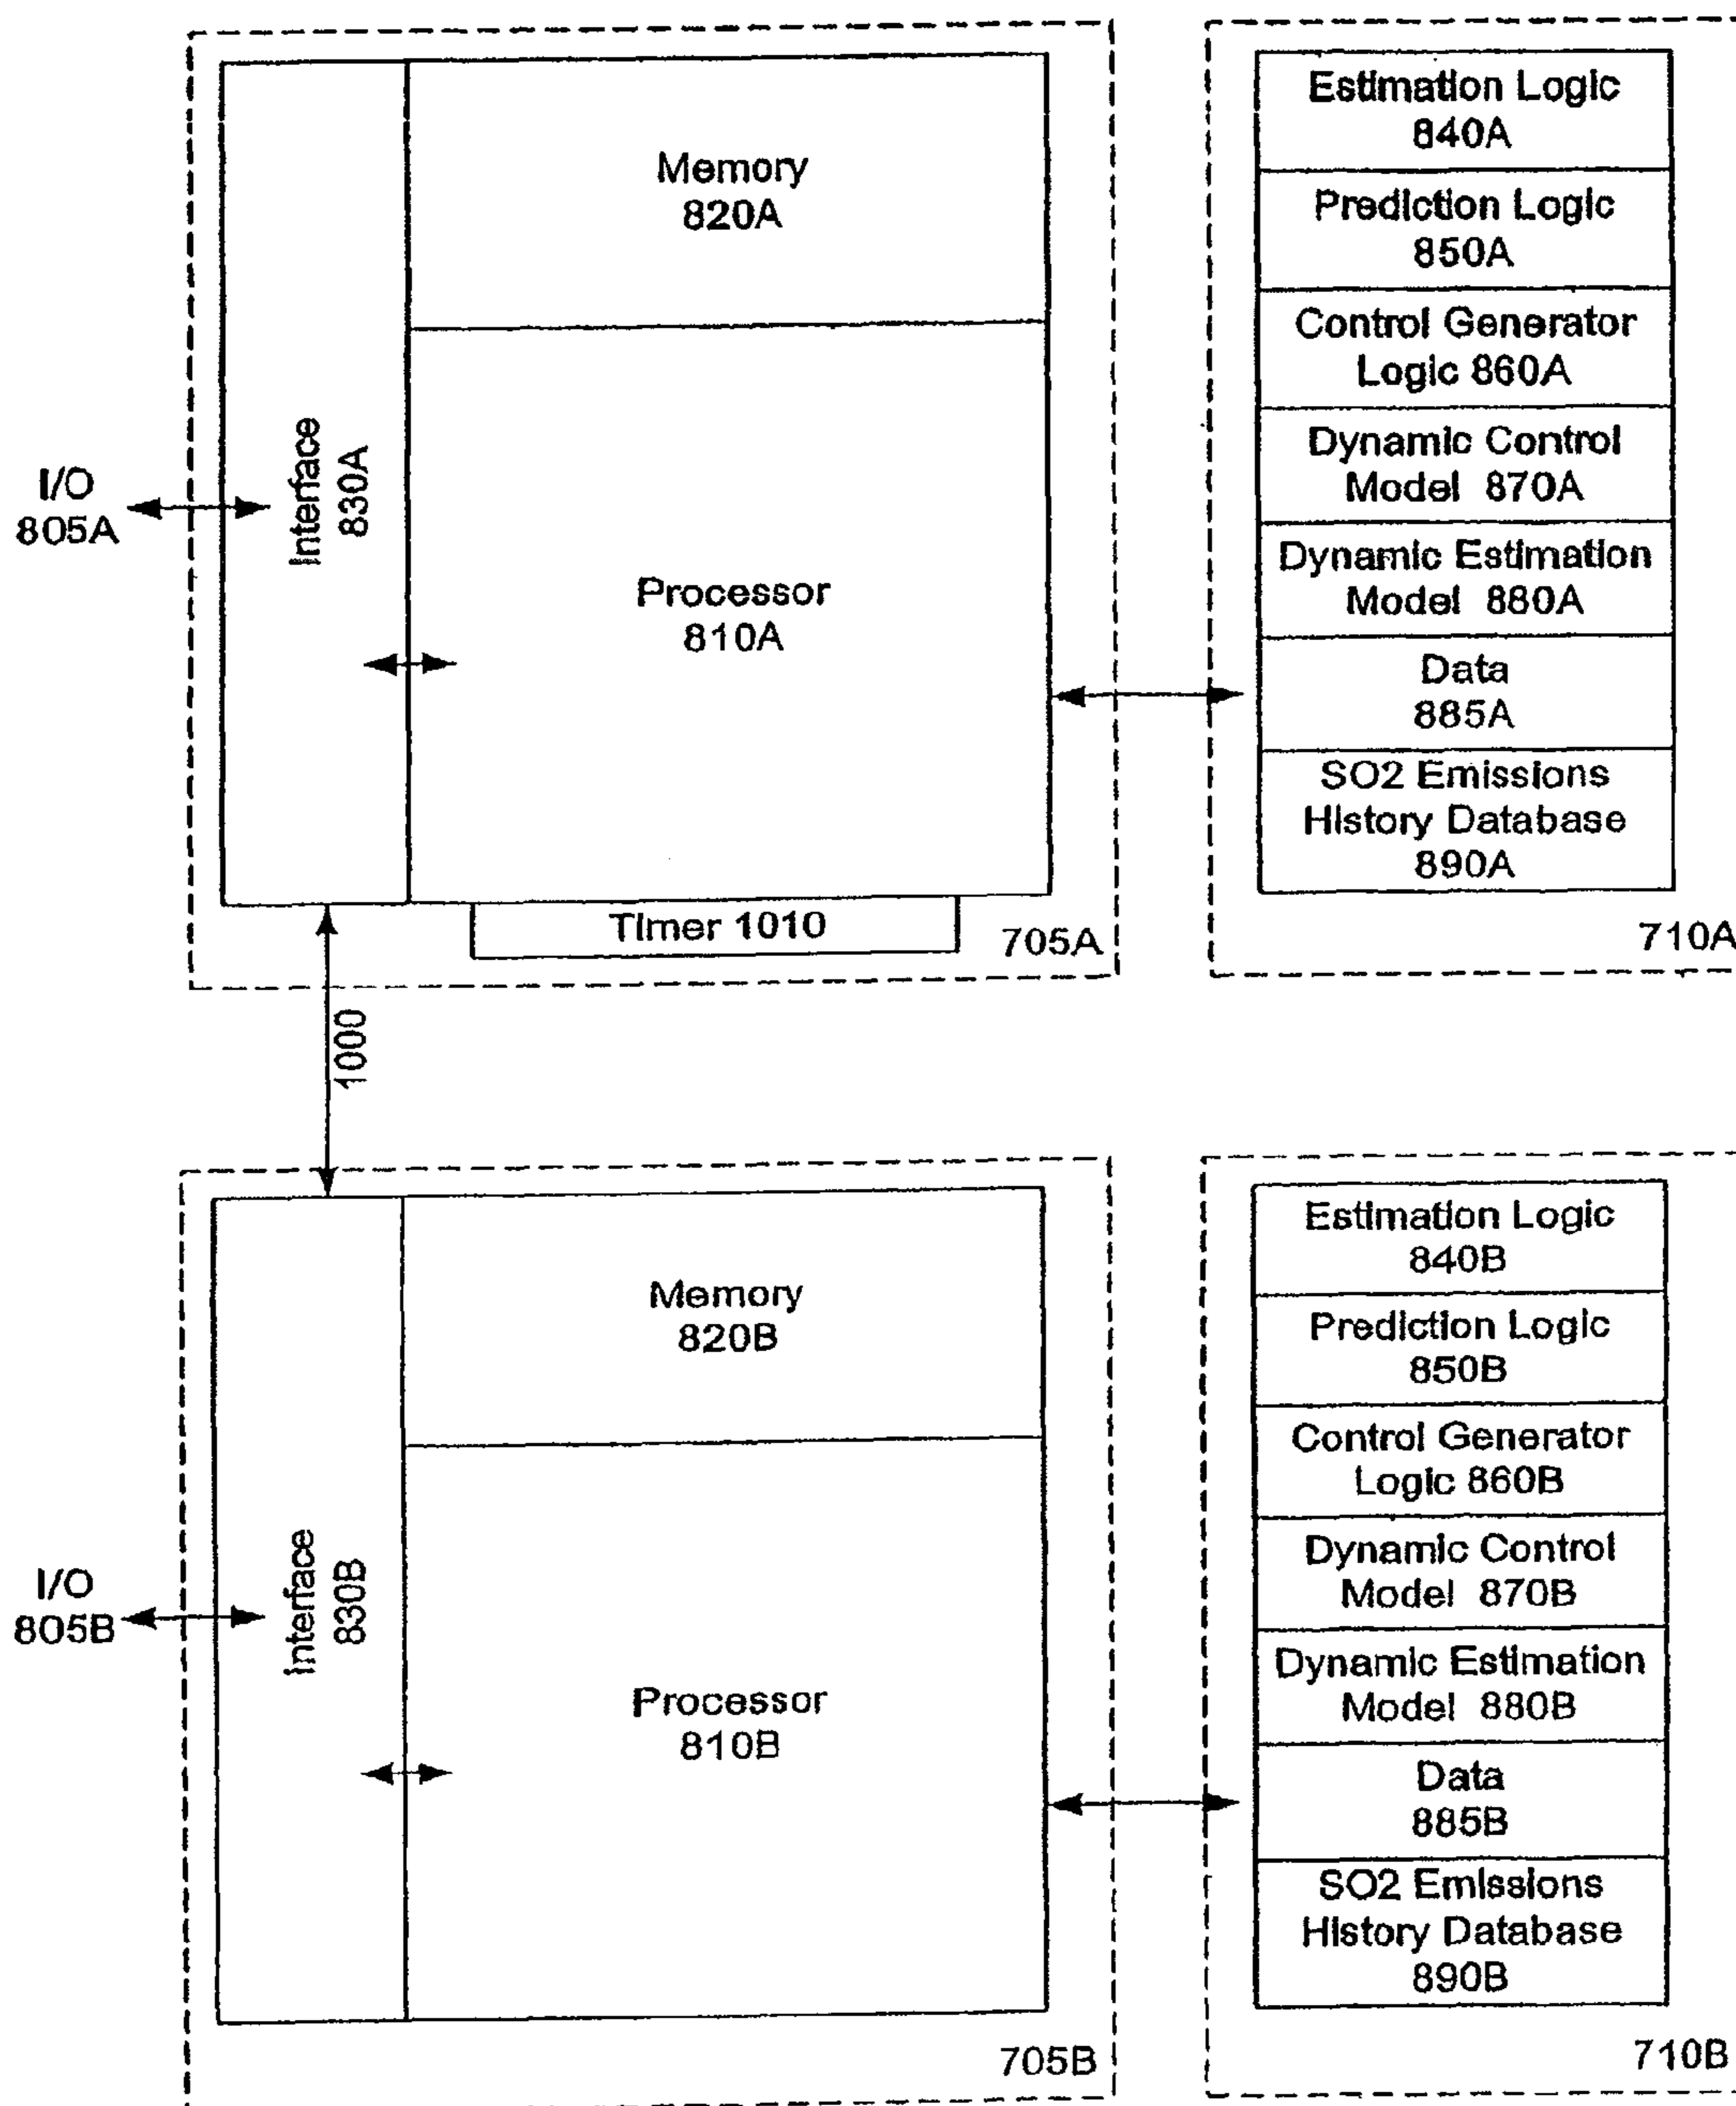 Memory
820A
Interface
830A
I/O
805A
Processor
810A
Timer 1010
705A
Estimation Logic
840A
Prediction Logic
850A
Control Generator
Logic 860A
Dynamic Control
Model 870A
Dynamic Estimation
Model 880A
Data
885A
SO2 Emissions
History Database
890A
710A
1000
Memory
820B
Interface
830B
I/O
805B
Processor
810B
705B
Estimation Logic
840B
Prediction Logic
850B
Control Generator
Logic 860B
Dynamic Control
Model 870B
Dynamic Estimation
Model 880B
Data
885B
SO2 Emissions
History Database
890B
710B